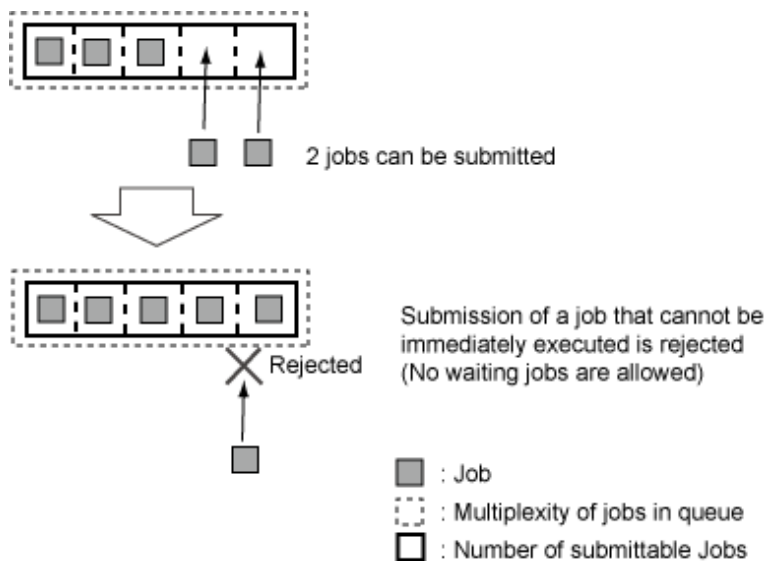 2 jobs can be submitted
Rejected
Submission of a job that cannot be
immediately executed is rejected
(No waiting jobs are allowed)
: Job
: Multiplexity of jobs in queue
: Number of submittable Jobs